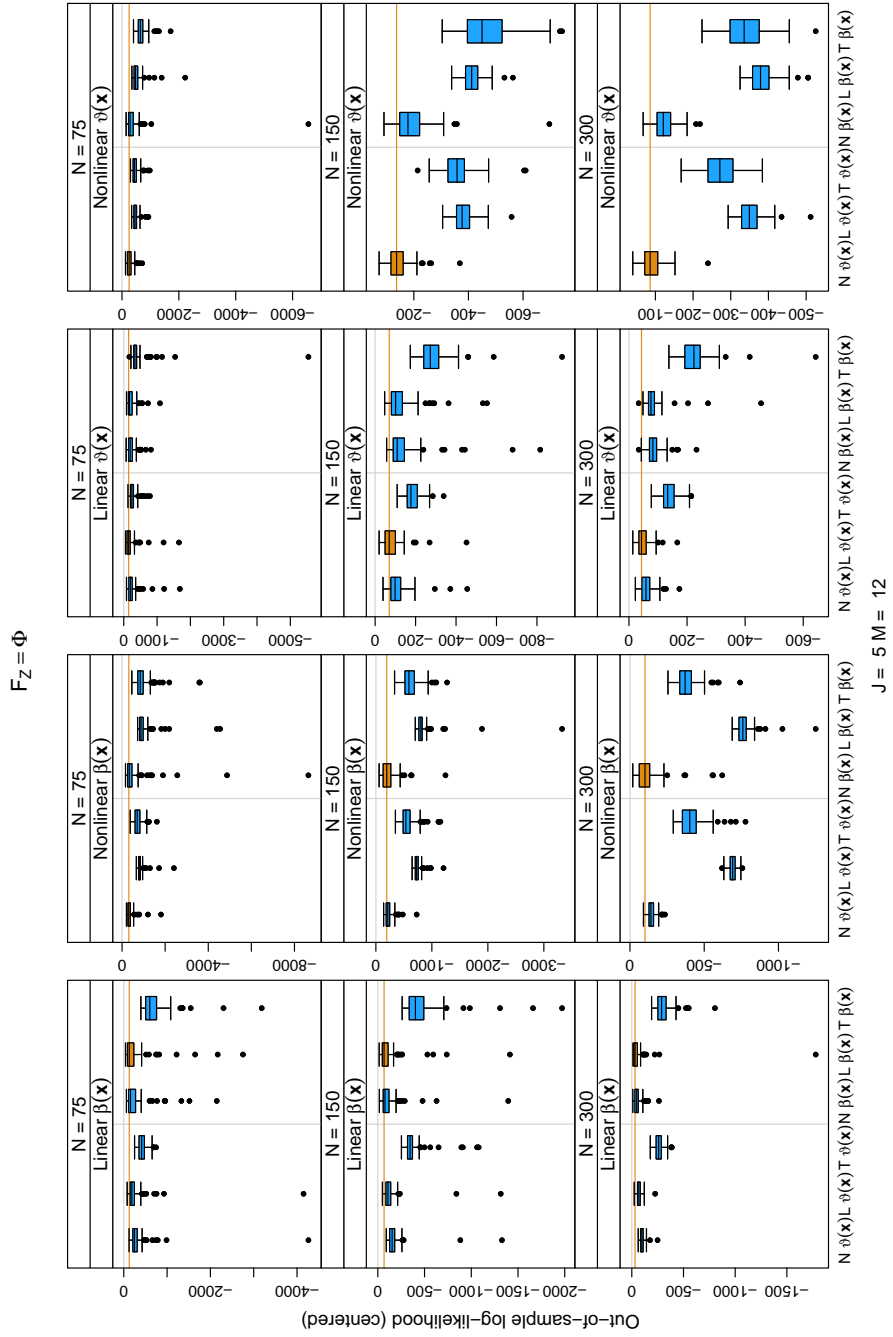 F_Z = Φ
N = 75
N = 75
N = 75
N = 75
Linear β(x)
Nonlinear β(x)
Linear ϑ(x)
Nonlinear ϑ(x)
0
−2000
−4000
0
−4000
−8000
0
−1000
−3000
−5000
0
−2000
−4000
−6000
N = 150
N = 150
N = 150
N = 150
Linear β(x)
Nonlinear β(x)
Linear ϑ(x)
Nonlinear ϑ(x)
0
−500
−1000
−1500
−2000
0
−1000
−2000
−3000
0
−200
−400
−600
−800
−200
−400
−600
N = 300
N = 300
N = 300
N = 300
Linear β(x)
Nonlinear β(x)
Linear ϑ(x)
Nonlinear ϑ(x)
0
−500
−1000
−1500
0
−500
−1000
0
−200
−400
−600
−100
−200
−300
−400
−500
Out−of−sample log−likelihood (centered)
N ϑ(x)L ϑ(x)T ϑ(x)N β(x)L β(x)T β(x)
N ϑ(x)L ϑ(x)T ϑ(x)N β(x)L β(x)T β(x)
N ϑ(x)L ϑ(x)T ϑ(x)N β(x)L β(x)T β(x)
N ϑ(x)L ϑ(x)T ϑ(x)N β(x)L β(x)T β(x)
J = 5 M = 12